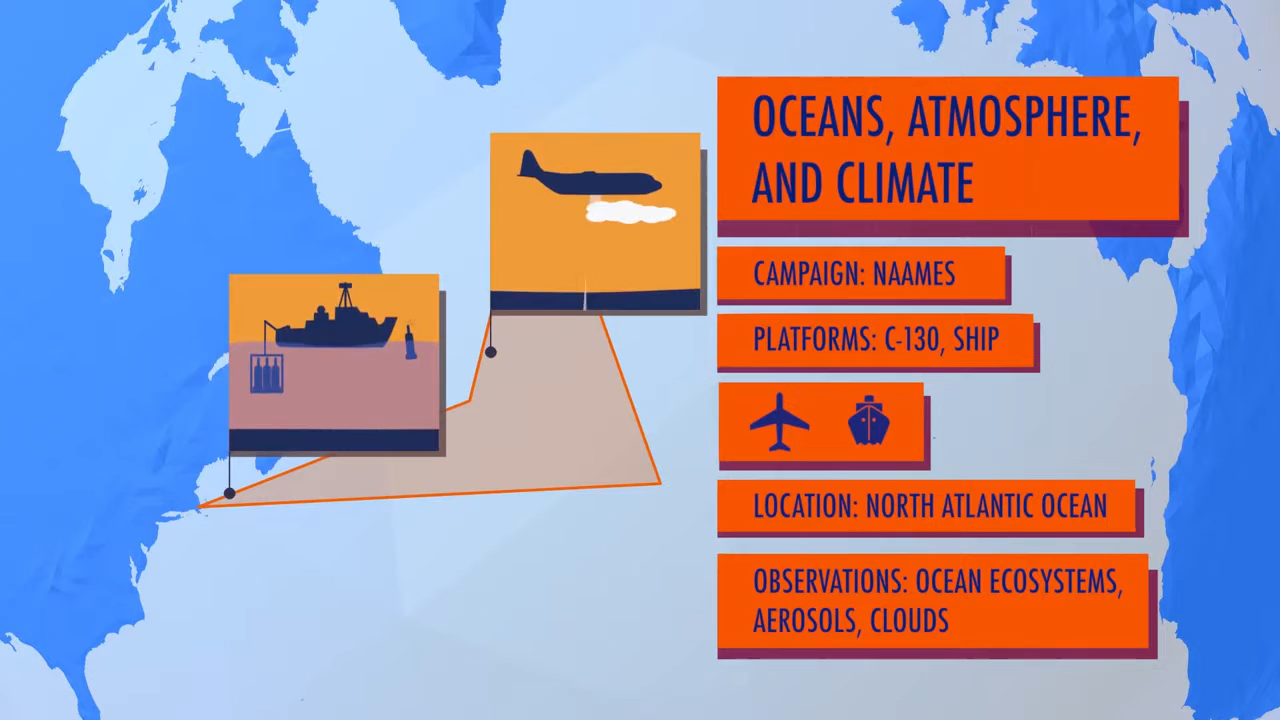 OCEANS, ATMOSPHERE,
AND CLIMATE
CAMPAIGN: NAAMES
PLATFORMS: C-130, SHIP
LOCATION: NORTH ATLANTIC OCEAN
OBSERVATIONS: OCEAN ECOSYSTEMS,
AEROSOLS, CLOUDS